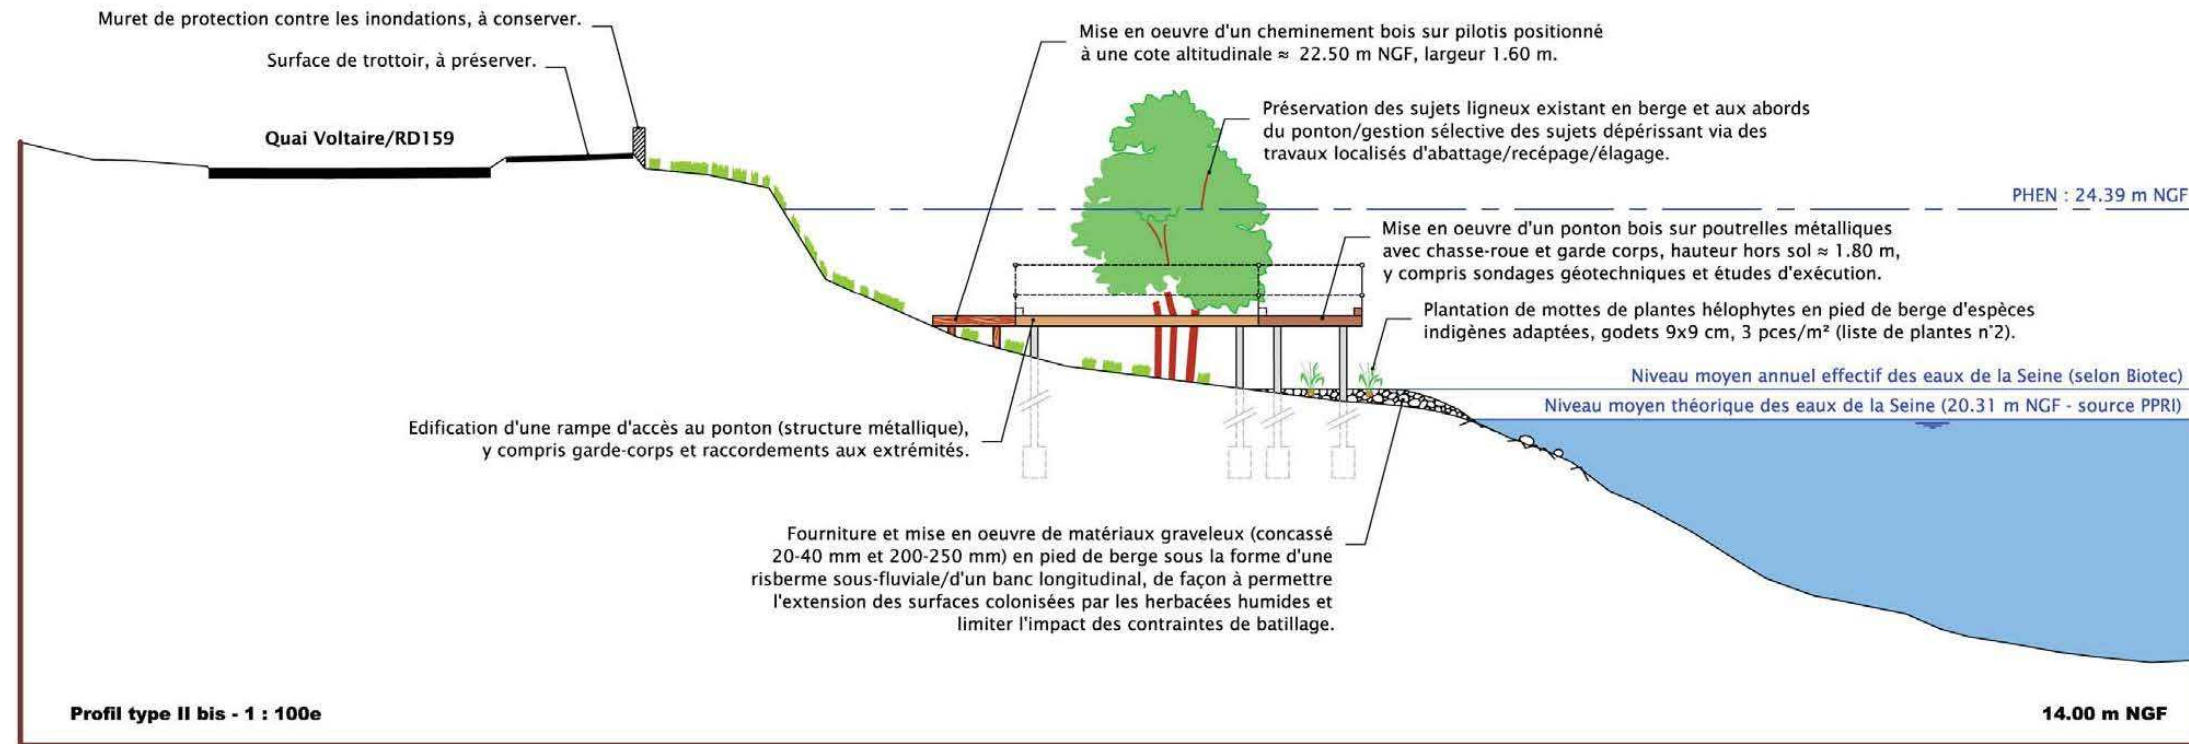 Muret de protection contre les inondations, à conserver.
Surface de trottoir, à préserver.
Quai Voltaire/RD159
Mise en oeuvre d'un cheminement bois sur pilotis positionné
à une cote altitudinale ≈ 22.50 m NGF, largeur 1.60 m.
Préservation des sujets ligneux existant en berge et aux abords
du ponton/gestion sélective des sujets dépérissant via des
travaux localisés d'abattage/recépage/élagage.
PHEN : 24.39 m NGF
Mise en oeuvre d'un ponton bois sur poutrelles métalliques
avec chasse-roue et garde corps, hauteur hors sol ≈ 1.80 m,
y compris sondages géotechniques et études d'exécution.
Plantation de mottes de plantes hélophytes en pied de berge d'espèces
indigènes adaptées, godets 9x9 cm, 3 pces/m² (liste de plantes n°2).
Niveau moyen annuel effectif des eaux de la Seine (selon Biotec)
Niveau moyen théorique des eaux de la Seine (20.31 m NGF - source PPRI)
Edification d'une rampe d'accès au ponton (structure métallique),
y compris garde-corps et raccordements aux extrémités.
Fourniture et mise en oeuvre de matériaux graveleux (concassé
20-40 mm et 200-250 mm) en pied de berge sous la forme d'une
risberme sous-fluviale/d'un banc longitudinal, de façon à permettre
l'extension des surfaces colonisées par les herbacées humides et
limiter l'impact des contraintes de batillage.
Profil type II bis - 1 : 100e
14.00 m NGF